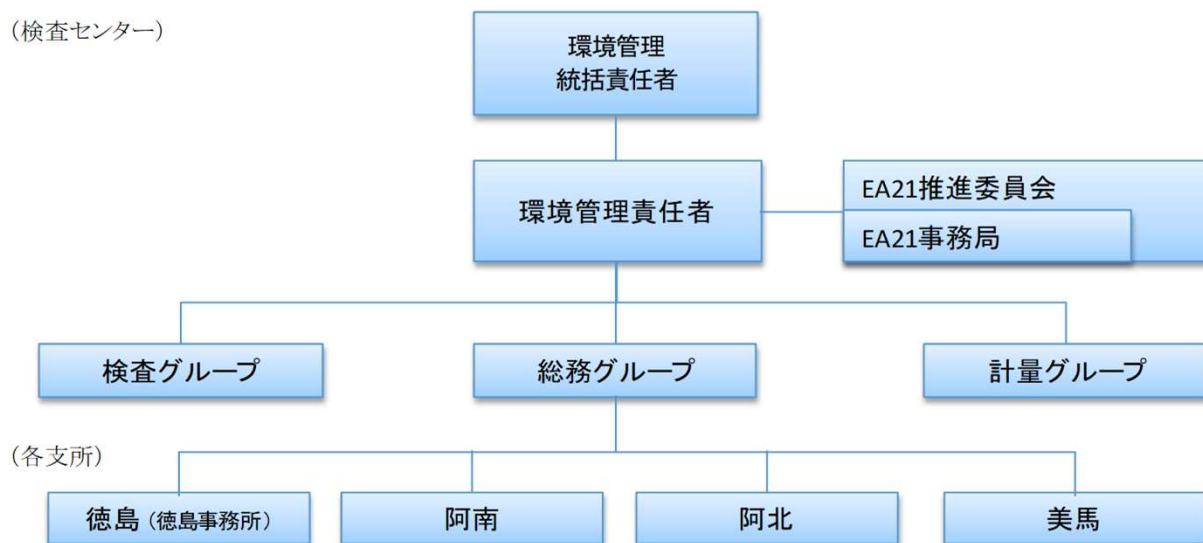 (検査センター)
環境管理
統括責任者
環境管理責任者
EA21推進委員会
EA21事務局
検査グループ
総務グループ
計量グループ
(各支所)
徳島(徳島事務所)
阿南
阿北
美馬